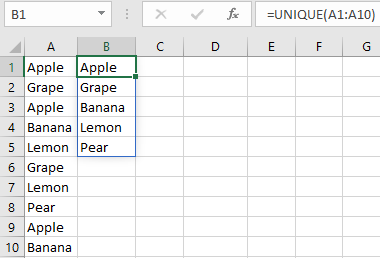 B1 fx =UNIQUE(A1:A10)
A B C D E F G
1 Apple Apple
2 Grape Grape
3 Apple Banana
4 Banana Lemon
5 Lemon Pear
6 Grape
7 Lemon
8 Pear
9 Apple
10 Banana